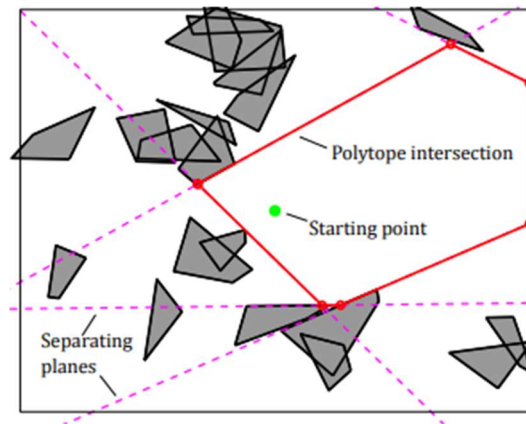 Polytope intersection
Starting point
Separating
planes